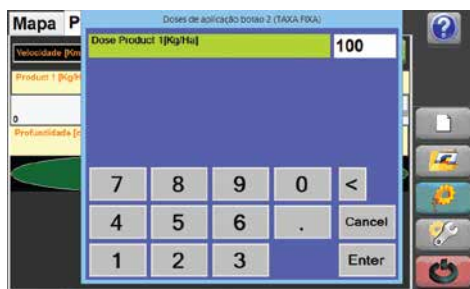 Mapa P
Doses de aplicação botao 2 (TAXA FIXA)
Dose Product 1[Kg/Ha]
100
Velocidade [Km
Product 1 [Kg/H
0
Profundidade [
7 8 9 0 <
4 5 6 . Cancel
1 2 3 Enter
?